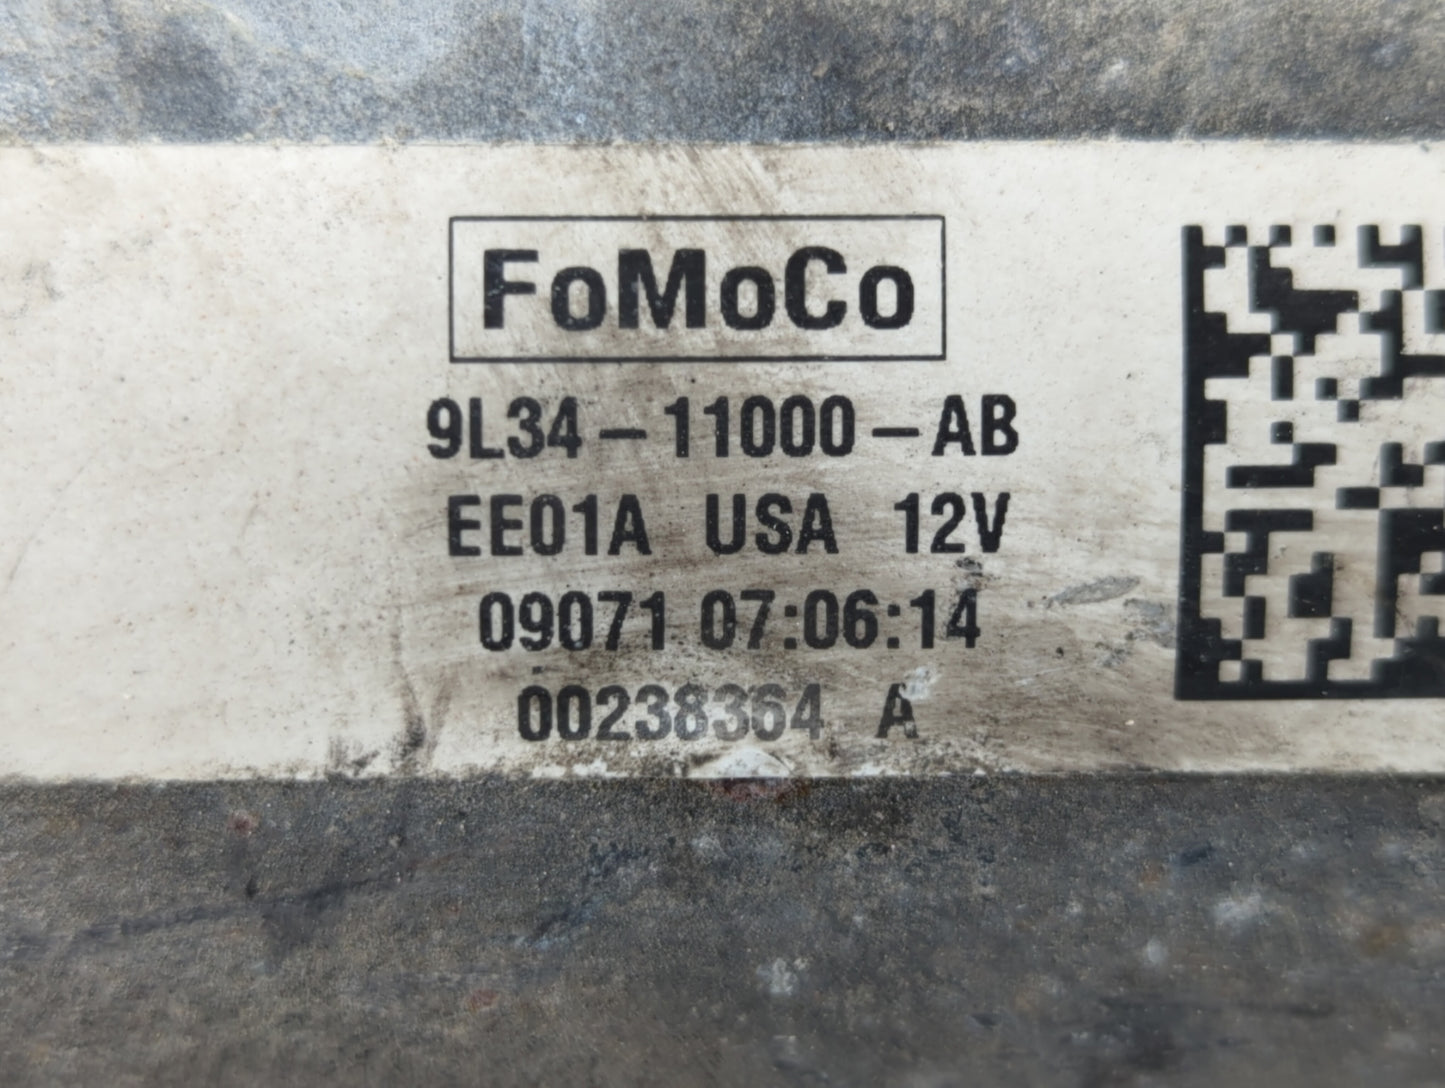 FoMoCo
9L34-11000-AB
EE01A USA 12V
09071 07:06:14
00238364 A